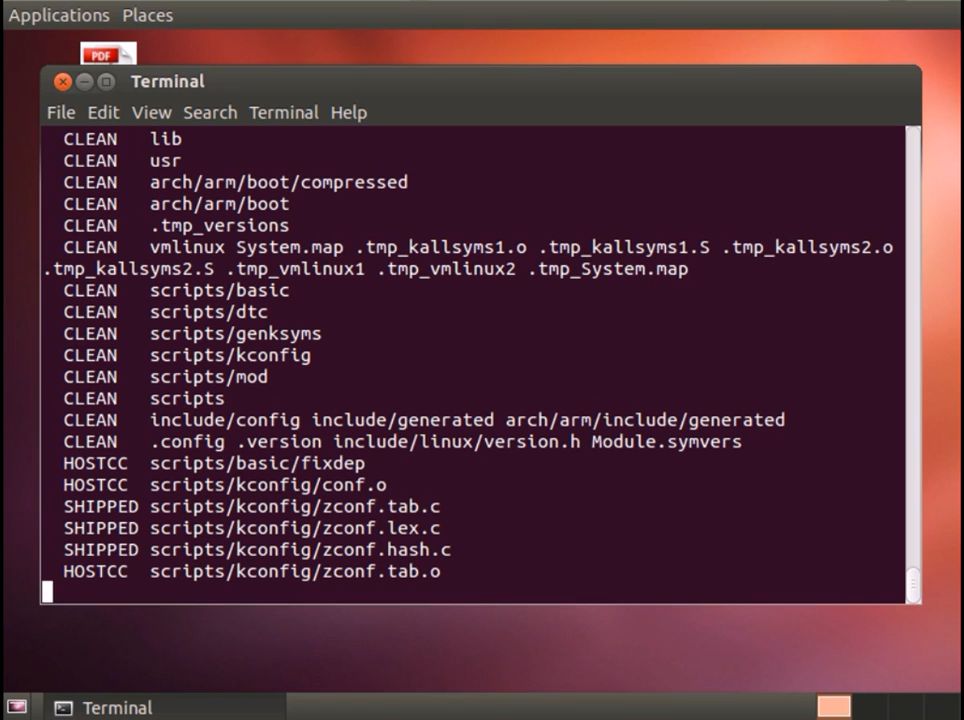 Applications Places
PDF
Terminal
File Edit View Search Terminal Help
CLEAN lib
CLEAN usr
CLEAN arch/arm/boot/compressed
CLEAN arch/arm/boot
CLEAN .tmp_versions
CLEAN vmlinux System.map .tmp_kallsyms1.o .tmp_kallsyms1.S .tmp_kallsyms2.o
.tmp_kallsyms2.S .tmp_vmlinux1 .tmp_vmlinux2 .tmp_System.map
CLEAN scripts/basic
CLEAN scripts/dtc
CLEAN scripts/genksyms
CLEAN scripts/kconfig
CLEAN scripts/mod
CLEAN scripts
CLEAN include/config include/generated arch/arm/include/generated
CLEAN .config .version include/linux/version.h Module.symvers
HOSTCC scripts/basic/fixdep
HOSTCC scripts/kconfig/conf.o
SHIPPED scripts/kconfig/zconf.tab.c
SHIPPED scripts/kconfig/zconf.lex.c
SHIPPED scripts/kconfig/zconf.hash.c
HOSTCC scripts/kconfig/zconf.tab.o
Terminal